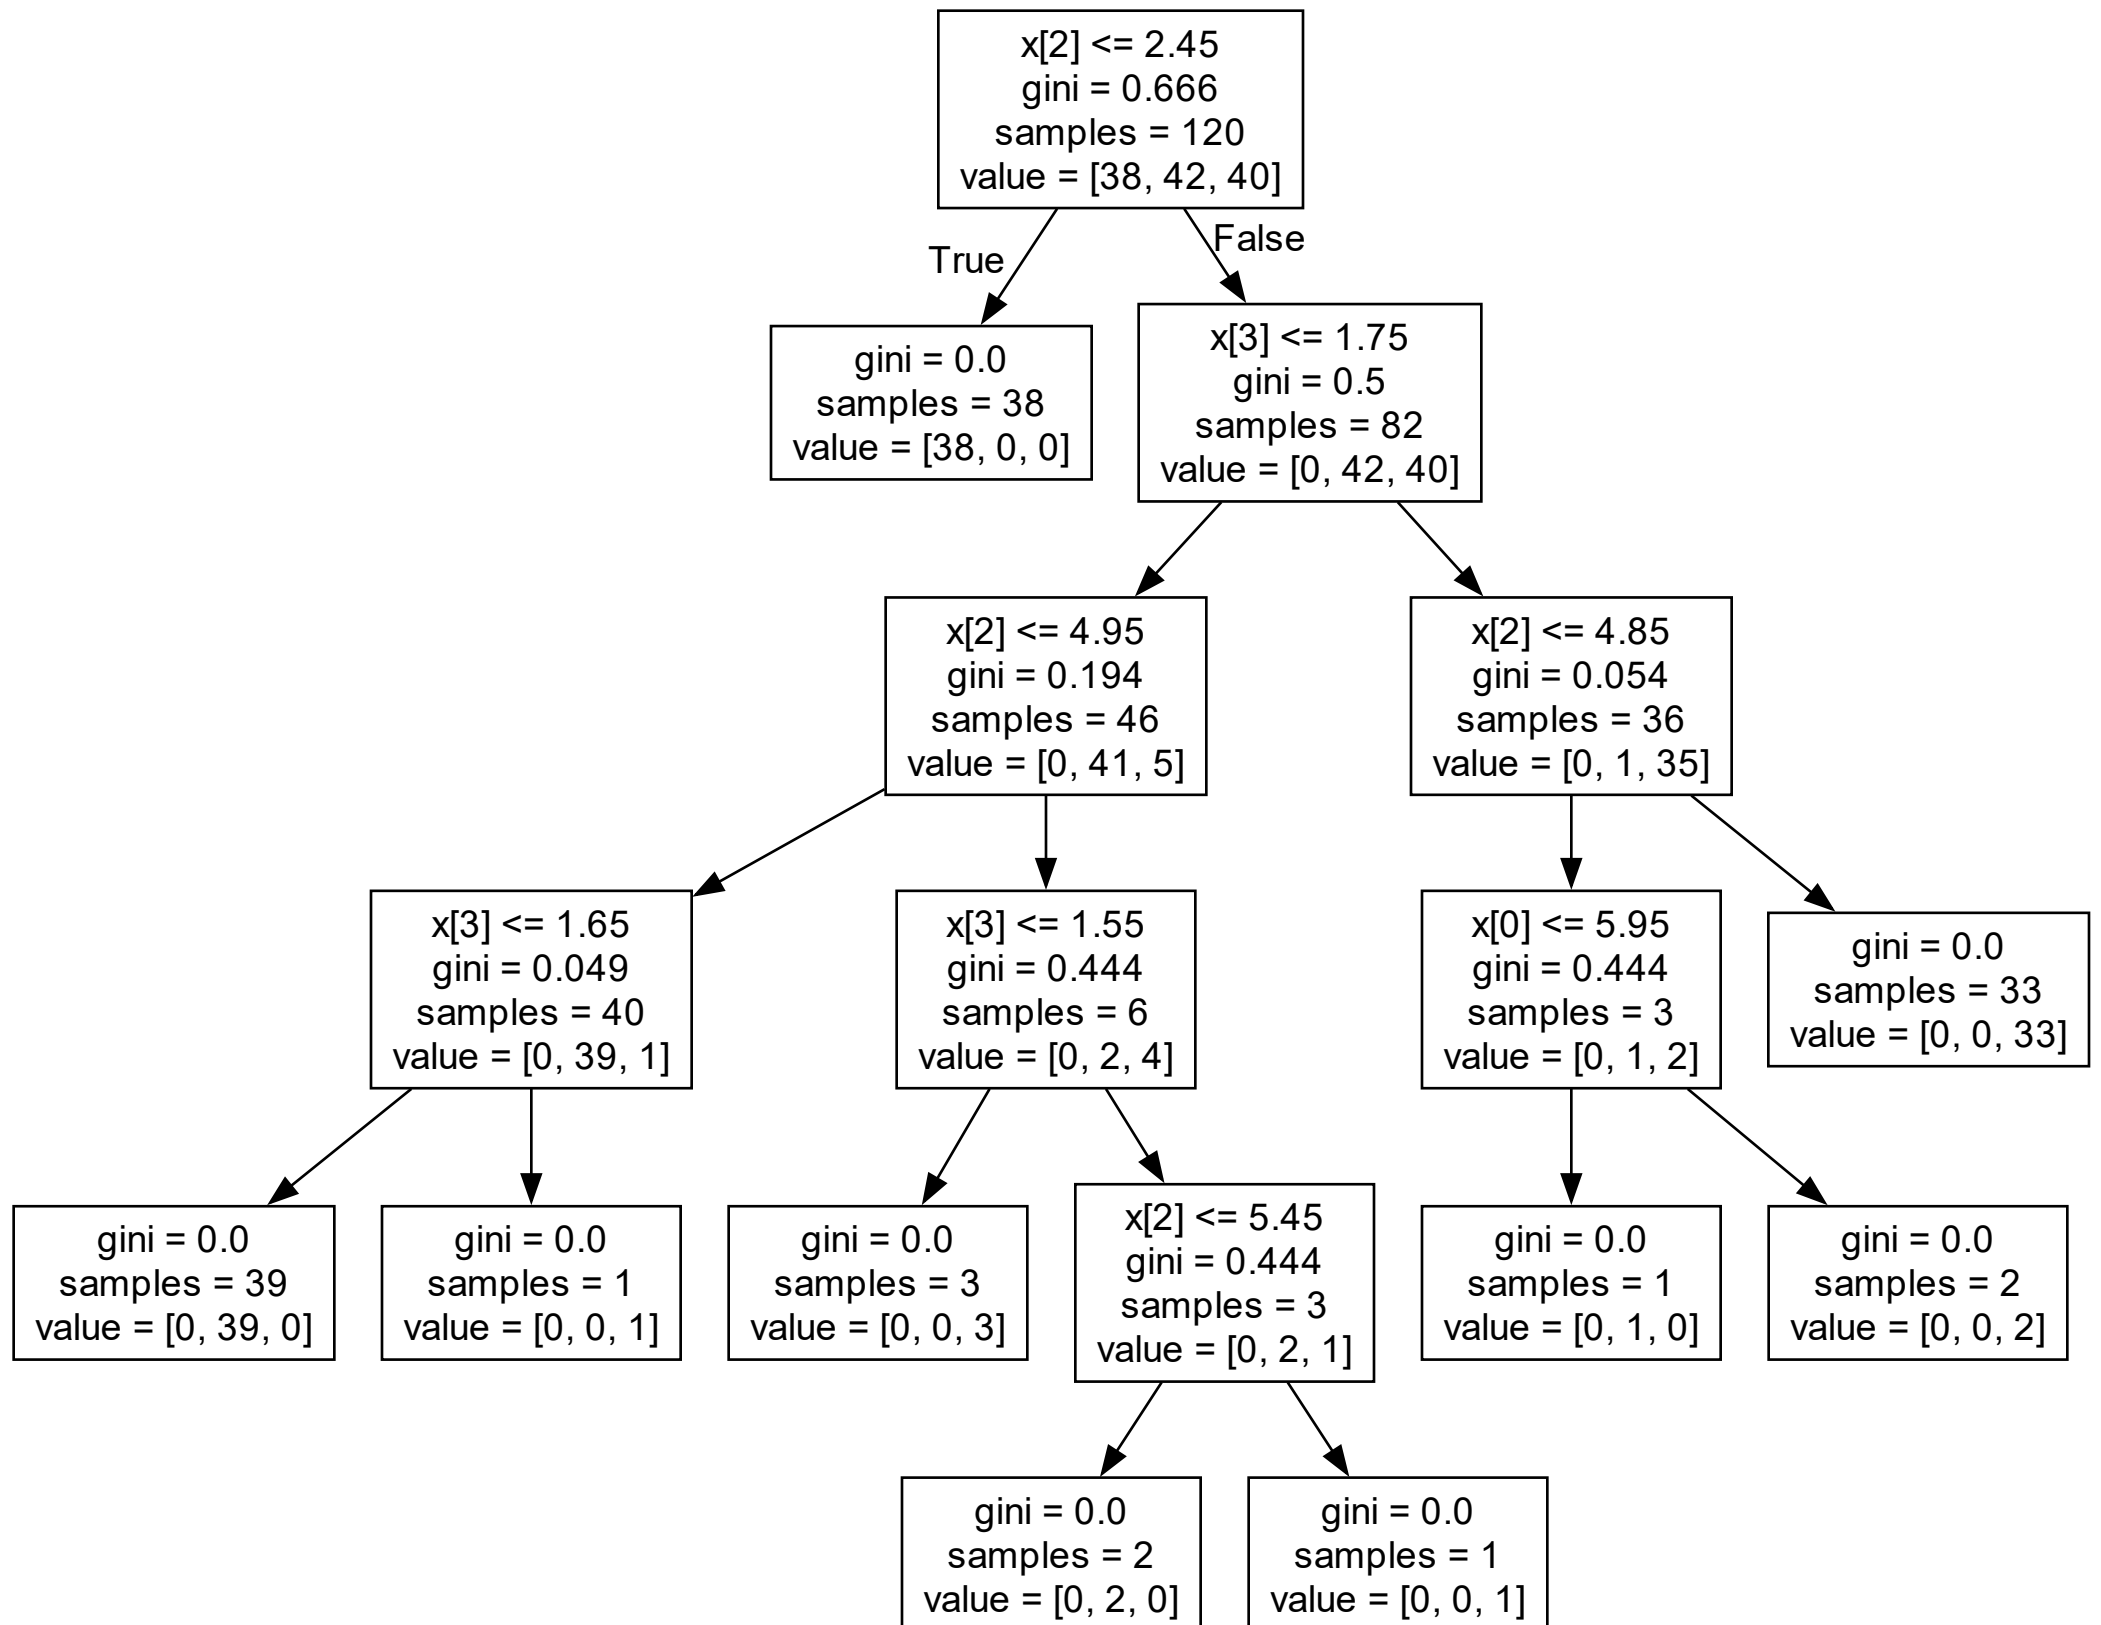 x[2] <= 2.45
gini = 0.666
samples = 120
value = [38, 42, 40]
True
False
gini = 0.0
samples = 38
value = [38, 0, 0]
x[3] <= 1.75
gini = 0.5
samples = 82
value = [0, 42, 40]
x[2] <= 4.95
gini = 0.194
samples = 46
value = [0, 41, 5]
x[2] <= 4.85
gini = 0.054
samples = 36
value = [0, 1, 35]
x[3] <= 1.65
gini = 0.049
samples = 40
value = [0, 39, 1]
x[3] <= 1.55
gini = 0.444
samples = 6
value = [0, 2, 4]
x[0] <= 5.95
gini = 0.444
samples = 3
value = [0, 1, 2]
gini = 0.0
samples = 33
value = [0, 0, 33]
gini = 0.0
samples = 39
value = [0, 39, 0]
gini = 0.0
samples = 1
value = [0, 0, 1]
gini = 0.0
samples = 3
value = [0, 0, 3]
x[2] <= 5.45
gini = 0.444
samples = 3
value = [0, 2, 1]
gini = 0.0
samples = 1
value = [0, 1, 0]
gini = 0.0
samples = 2
value = [0, 0, 2]
gini = 0.0
samples = 2
value = [0, 2, 0]
gini = 0.0
samples = 1
value = [0, 0, 1]